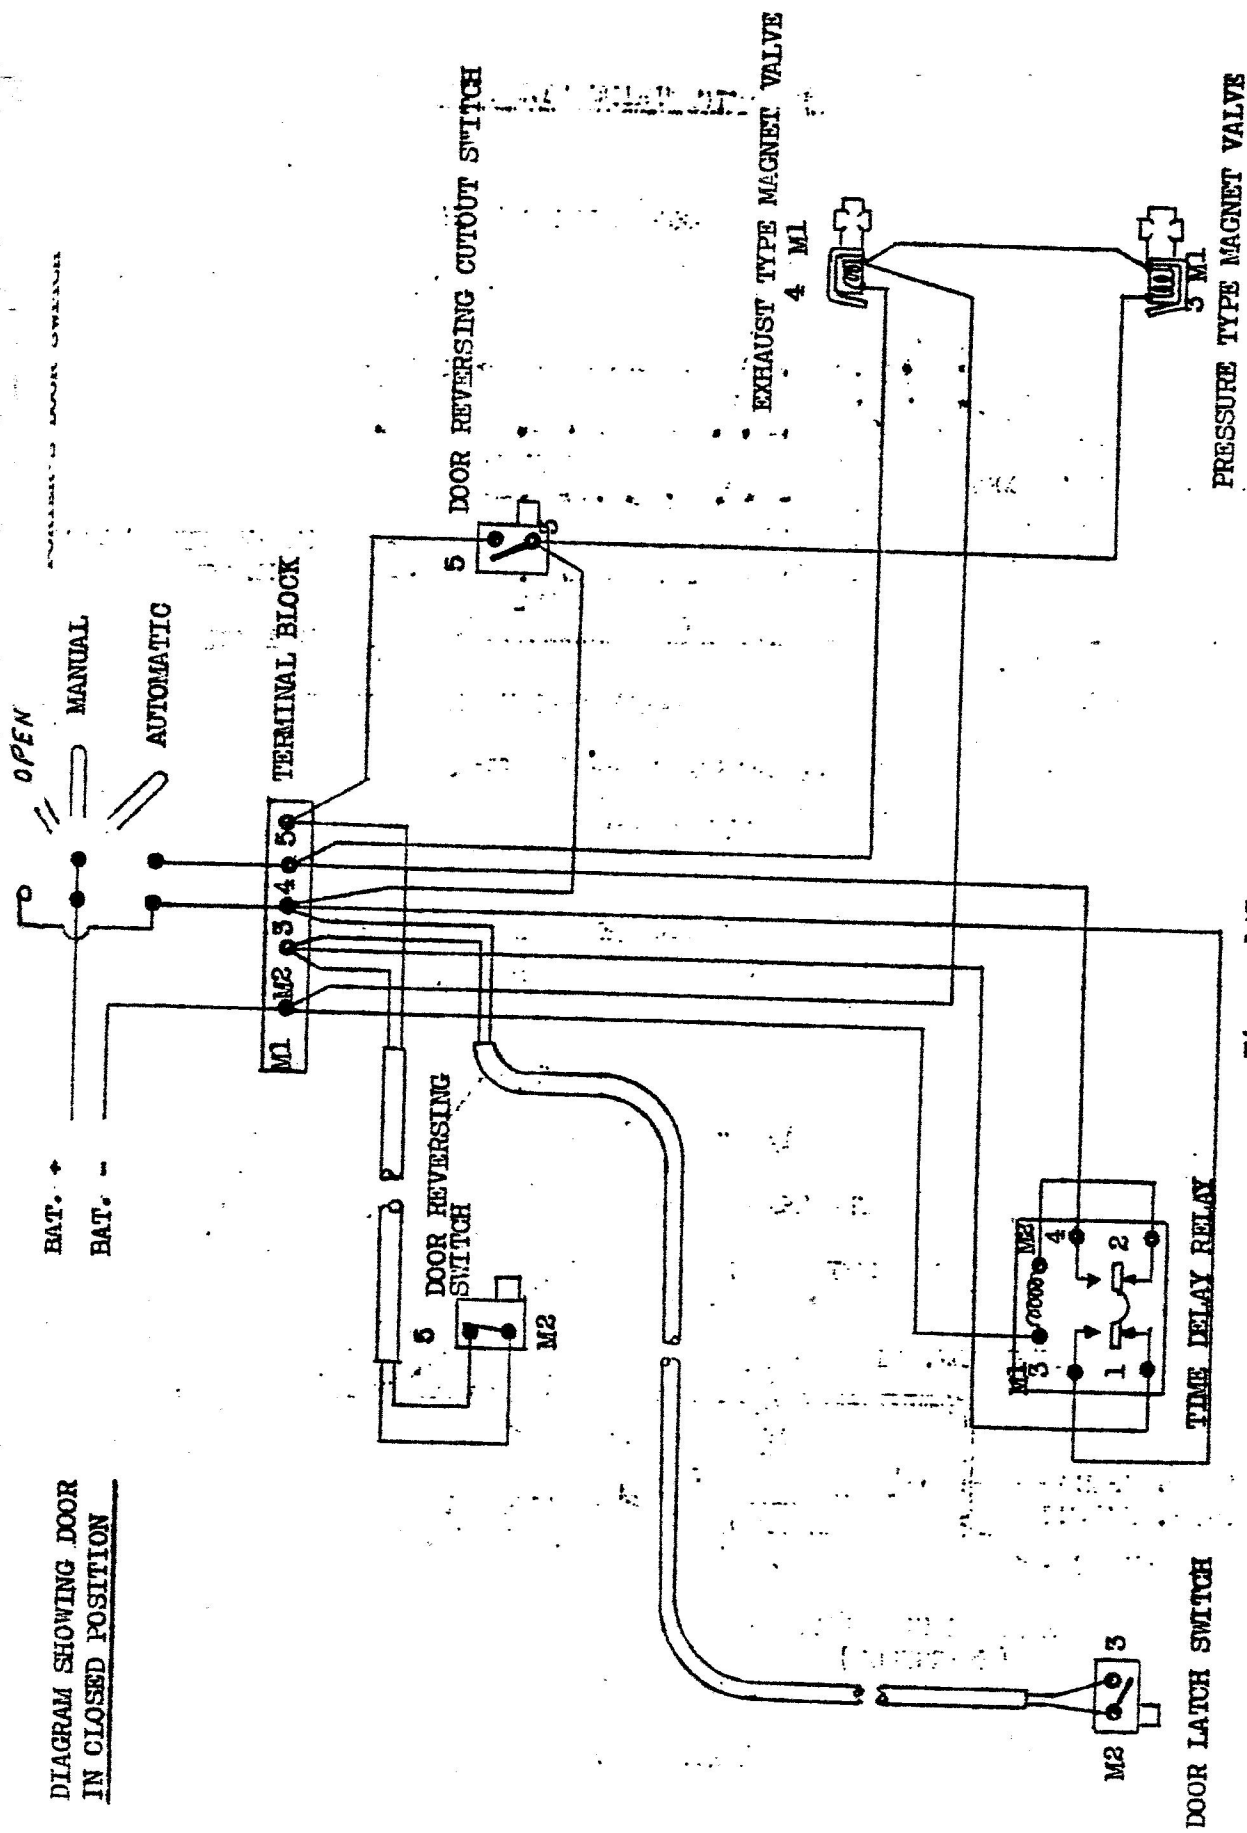 DIAGRAM SHOWING DOOR
IN CLOSED POSITION
BAT. +
BAT. -
OPEN
MANUAL
AUTOMATIC
M1 M2 3 4 5 TERMINAL BLOCK
DOOR REVERSING
SWITCH
5
M2
5
3
DOOR REVERSING CUTOUT SWITCH
EXHAUST TYPE MAGNET VALVE
4 M1
3 M1
PRESSURE TYPE MAGNET VALVE
M1
M2
3
4
1
2
TIME DELAY RELAY
M2
3
DOOR LATCH SWITCH